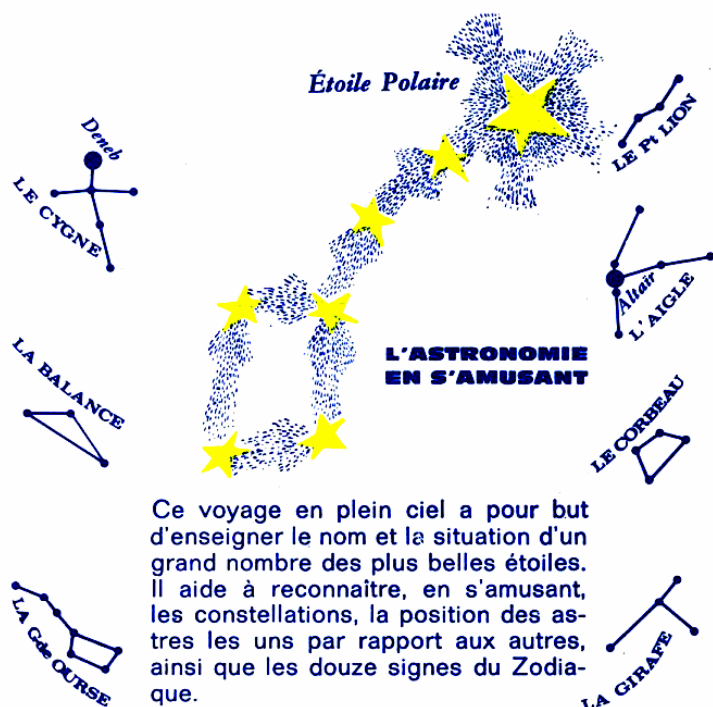 Étoile Polaire
LE Pt LION
Deneb
LE CYGNE
Altaïr
L'AIGLE
L'ASTRONOMIE
EN S'AMUSANT
LA BALANCE
LE CORBEAU
Ce voyage en plein ciel a pour but
d'enseigner le nom et la situation d'un
grand nombre des plus belles étoiles.
Il aide à reconnaître, en s'amusant,
les constellations, la position des as-
tres les uns par rapport aux autres,
ainsi que les douze signes du Zodia-
que.
LA Gde OURSE
LA GIRAFE